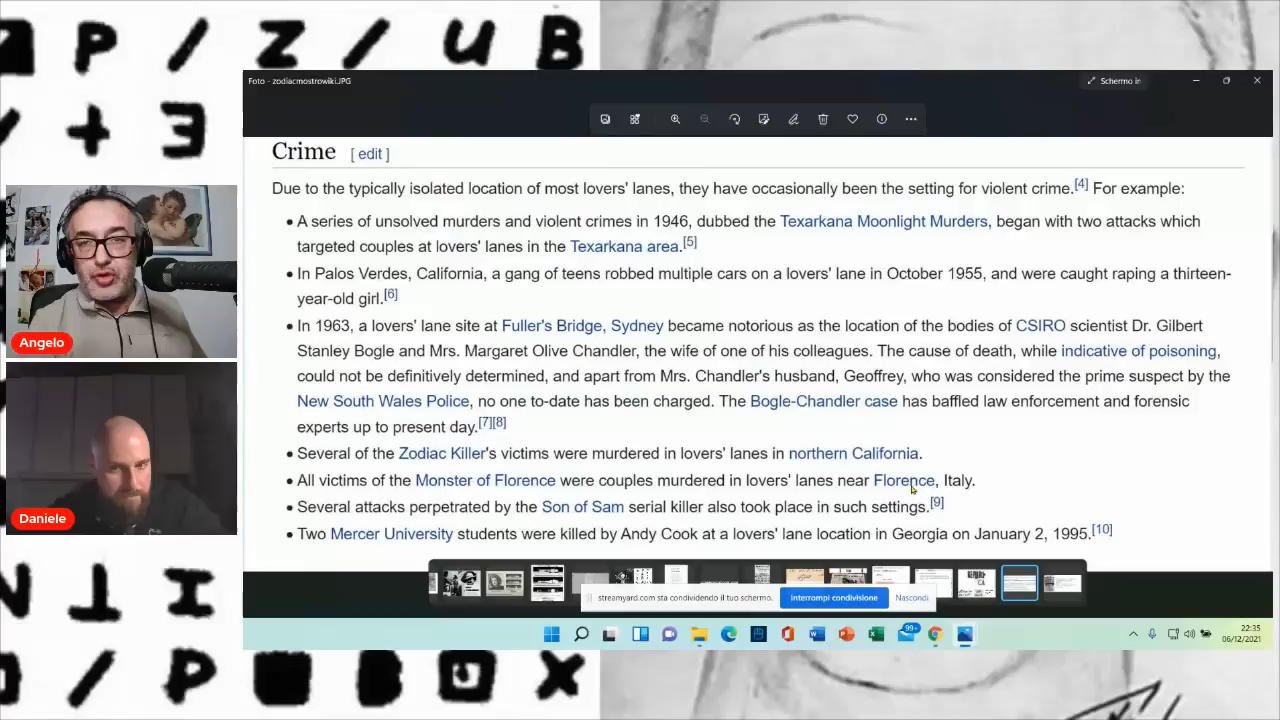 P / Z / U B
+ 3
Foto - zodiacmostrowiki.JPG
Schermo in
Crime [ edit ]
Due to the typically isolated location of most lovers' lanes, they have occasionally been the setting for violent crime.[4] For example:
• A series of unsolved murders and violent crimes in 1946, dubbed the Texarkana Moonlight Murders, began with two attacks which
targeted couples at lovers' lanes in the Texarkana area.[5]
• In Palos Verdes, California, a gang of teens robbed multiple cars on a lovers' lane in October 1955, and were caught raping a thirteen-
year-old girl.[6]
• In 1963, a lovers' lane site at Fuller's Bridge, Sydney became notorious as the location of the bodies of CSIRO scientist Dr. Gilbert
Stanley Bogle and Mrs. Margaret Olive Chandler, the wife of one of his colleagues. The cause of death, while indicative of poisoning,
could not be definitively determined, and apart from Mrs. Chandler's husband, Geoffrey, who was considered the prime suspect by the
New South Wales Police, no one to-date has been charged. The Bogle-Chandler case has baffled law enforcement and forensic
experts up to present day.[7][8]
• Several of the Zodiac Killer's victims were murdered in lovers' lanes in northern California.
• All victims of the Monster of Florence were couples murdered in lovers' lanes near Florence, Italy.
• Several attacks perpetrated by the Son of Sam serial killer also took place in such settings.[9]
• Two Mercer University students were killed by Andy Cook at a lovers' lane location in Georgia on January 2, 1995.[10]
Angelo
Daniele
streamyard.com sta condividendo il tuo schermo.
Interrompi condivisione
Nascondi
99+
22:35
06/12/2021
/ P